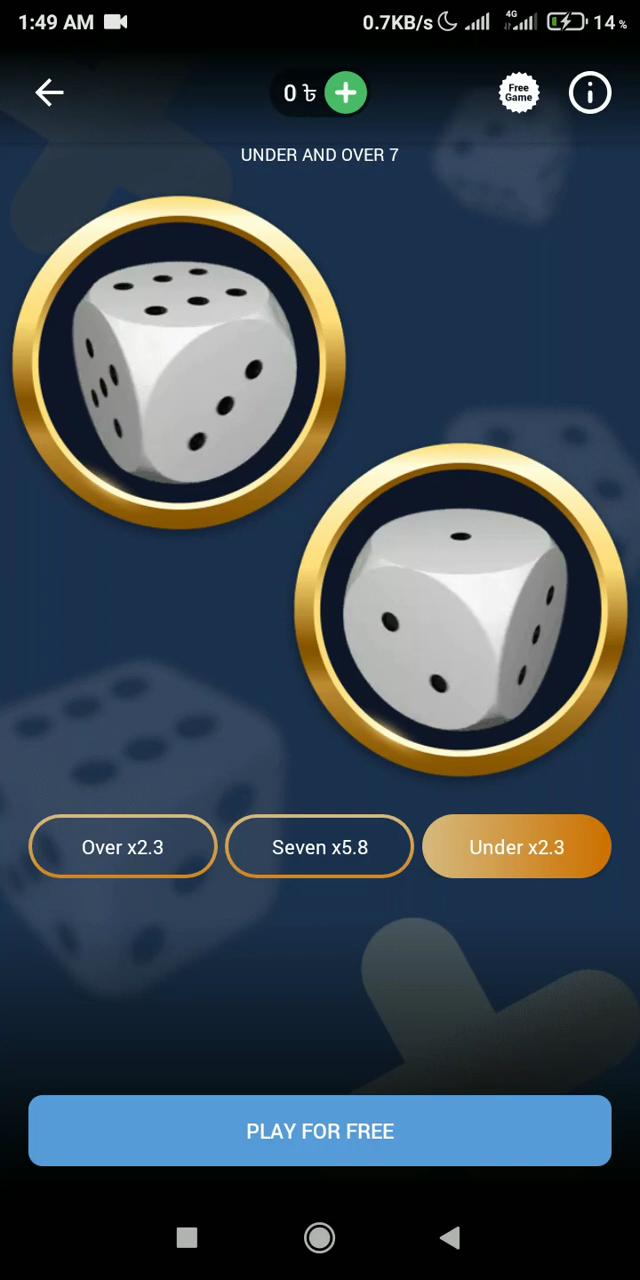 1:49 AM 0.7KB/s 4G 14 %
0 ৳
Free
Game
UNDER AND OVER 7
Over x2.3 Seven x5.8 Under x2.3
PLAY FOR FREE